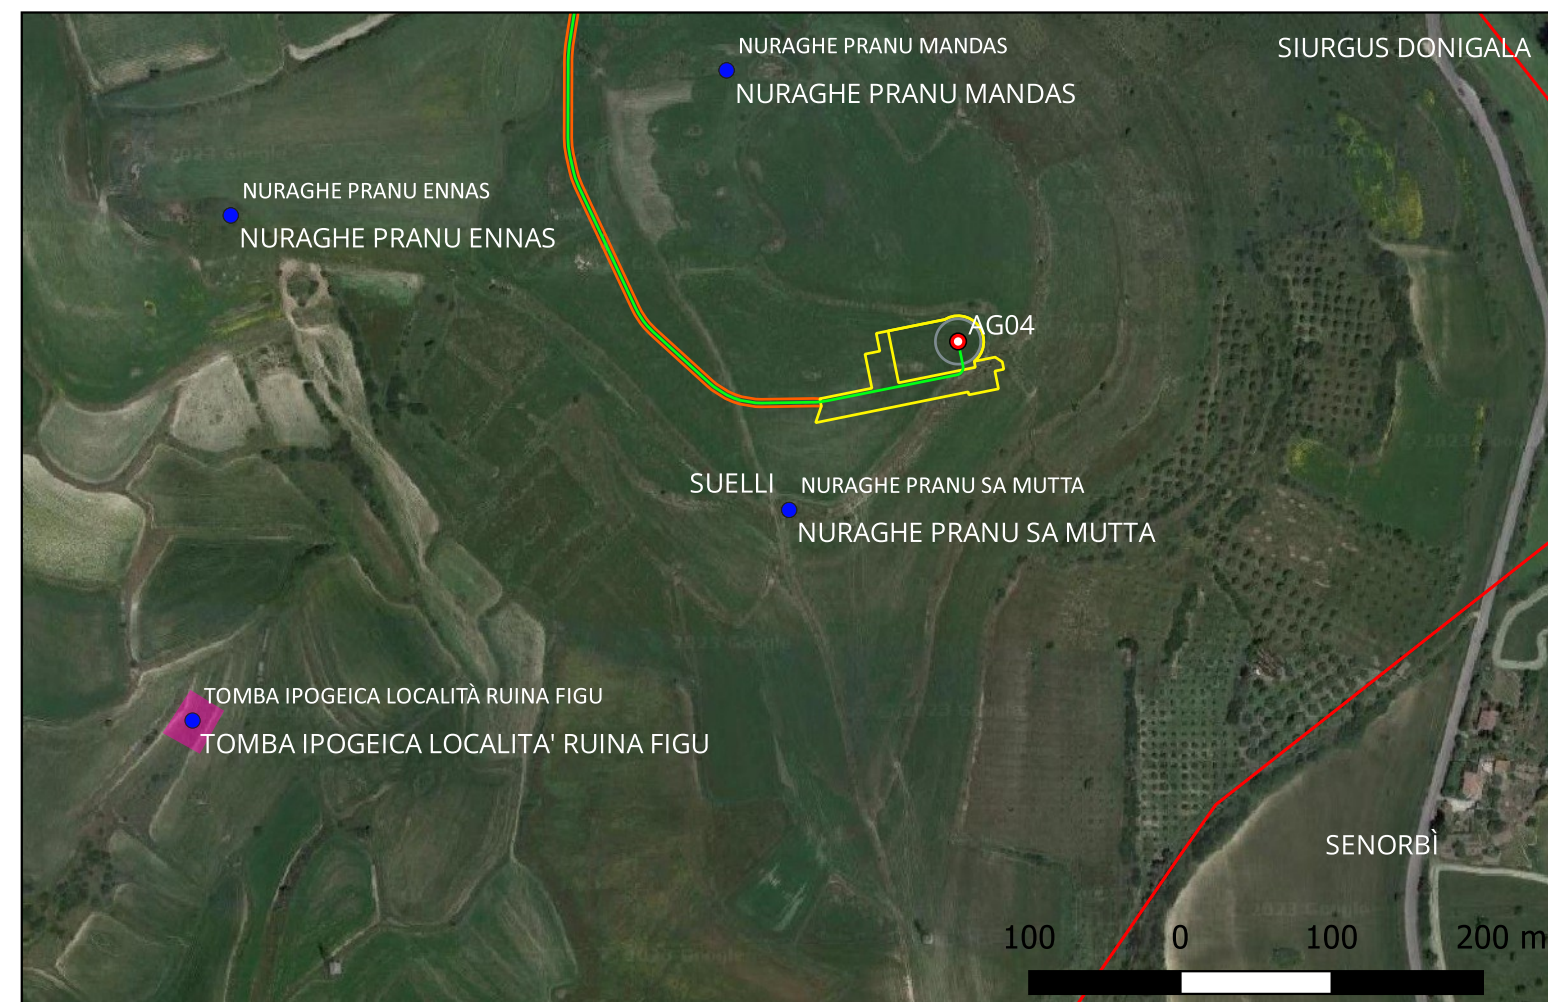 NURAGHE PRANU MANDAS
SIURGUS DONIGALA
NURAGHE PRANU MANDAS
NURAGHE PRANU ENNAS
NURAGHE PRANU ENNAS
AG04
SUELLI
NURAGHE PRANU SA MUTTA
NURAGHE PRANU SA MUTTA
TOMBA IPOGEICA LOCALITÀ RUINA FIGU
TOMBA IPOGEICA LOCALITA' RUINA FIGU
SENORBÌ
2023 Google
100 0 100 200 m